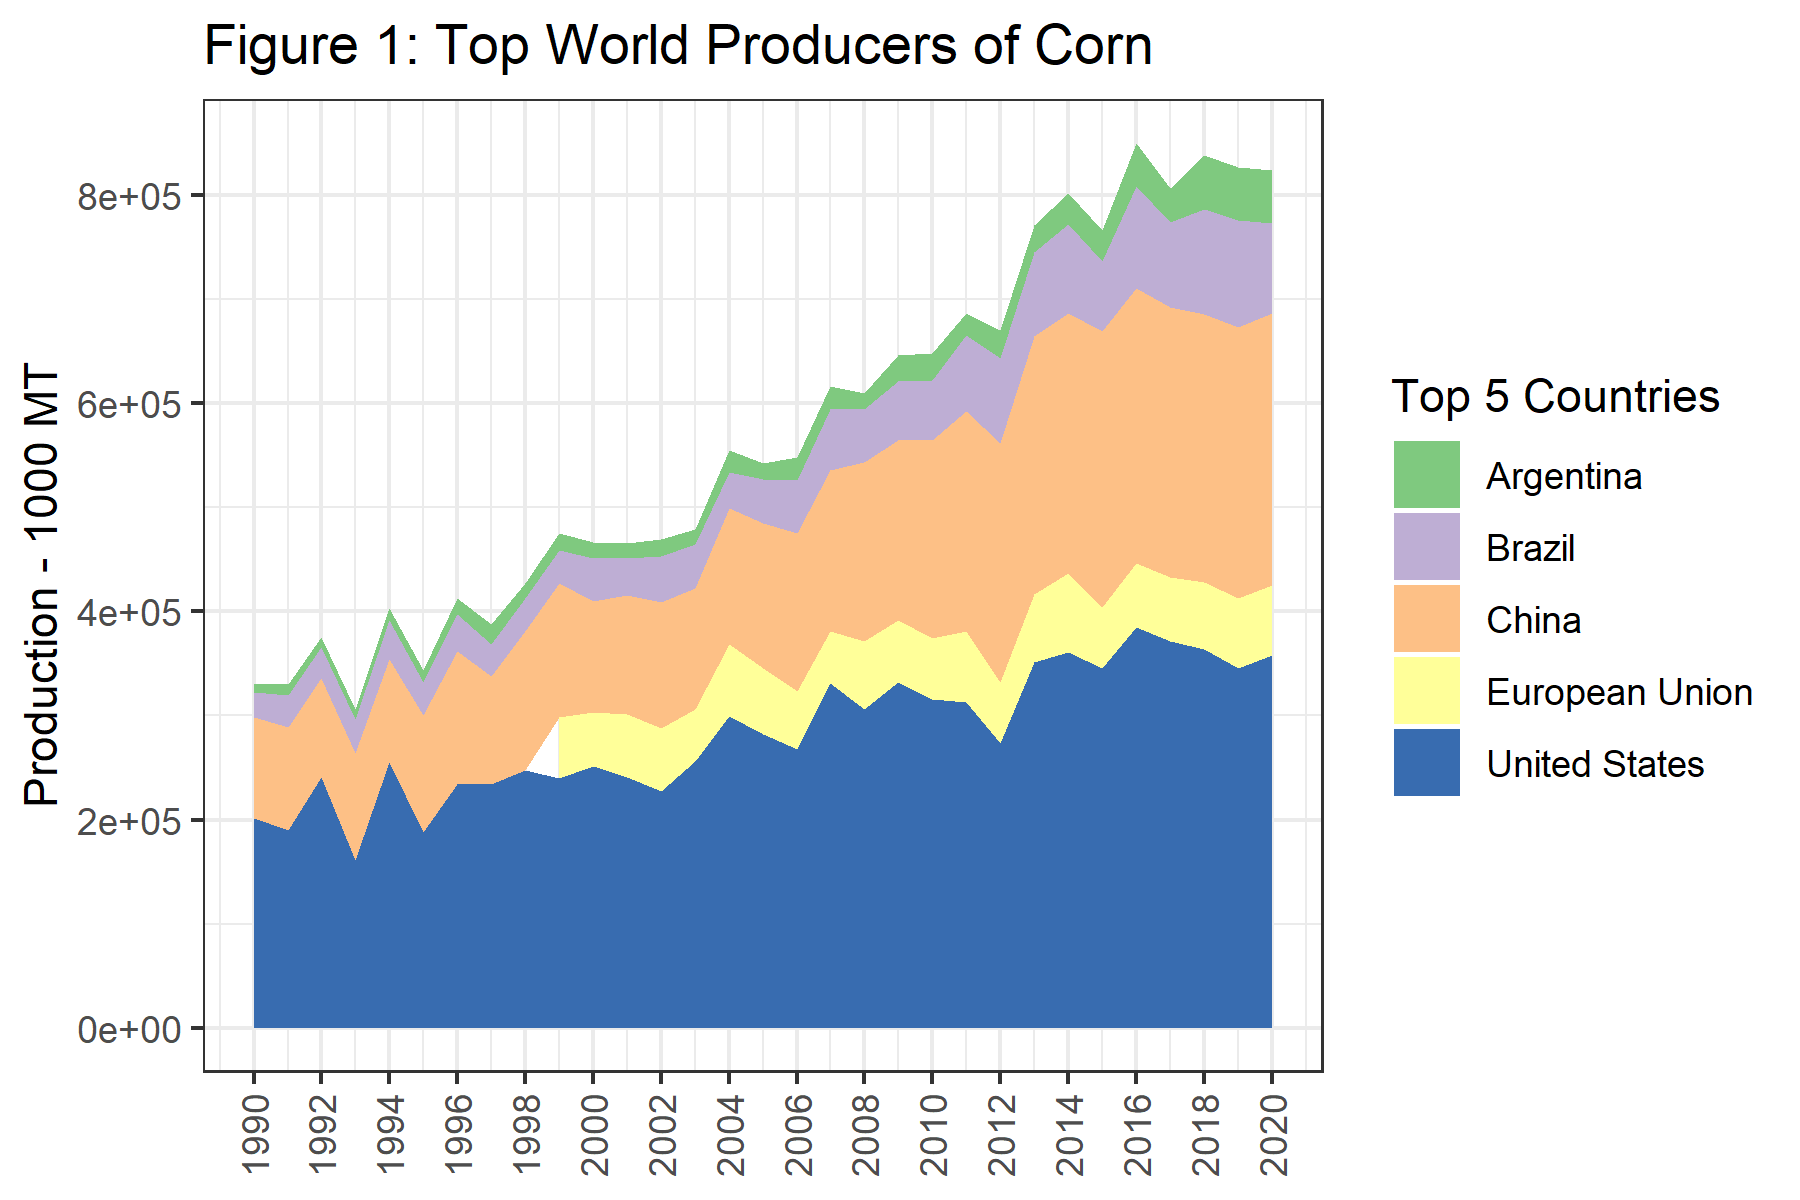 Figure 1: Top World Producers of Corn
Production - 1000 MT
8e+05
6e+05
4e+05
2e+05
0e+00
1990
1992
1994
1996
1998
2000
2002
2004
2006
2008
2010
2012
2014
2016
2018
2020
Top 5 Countries
Argentina
Brazil
China
European Union
United States